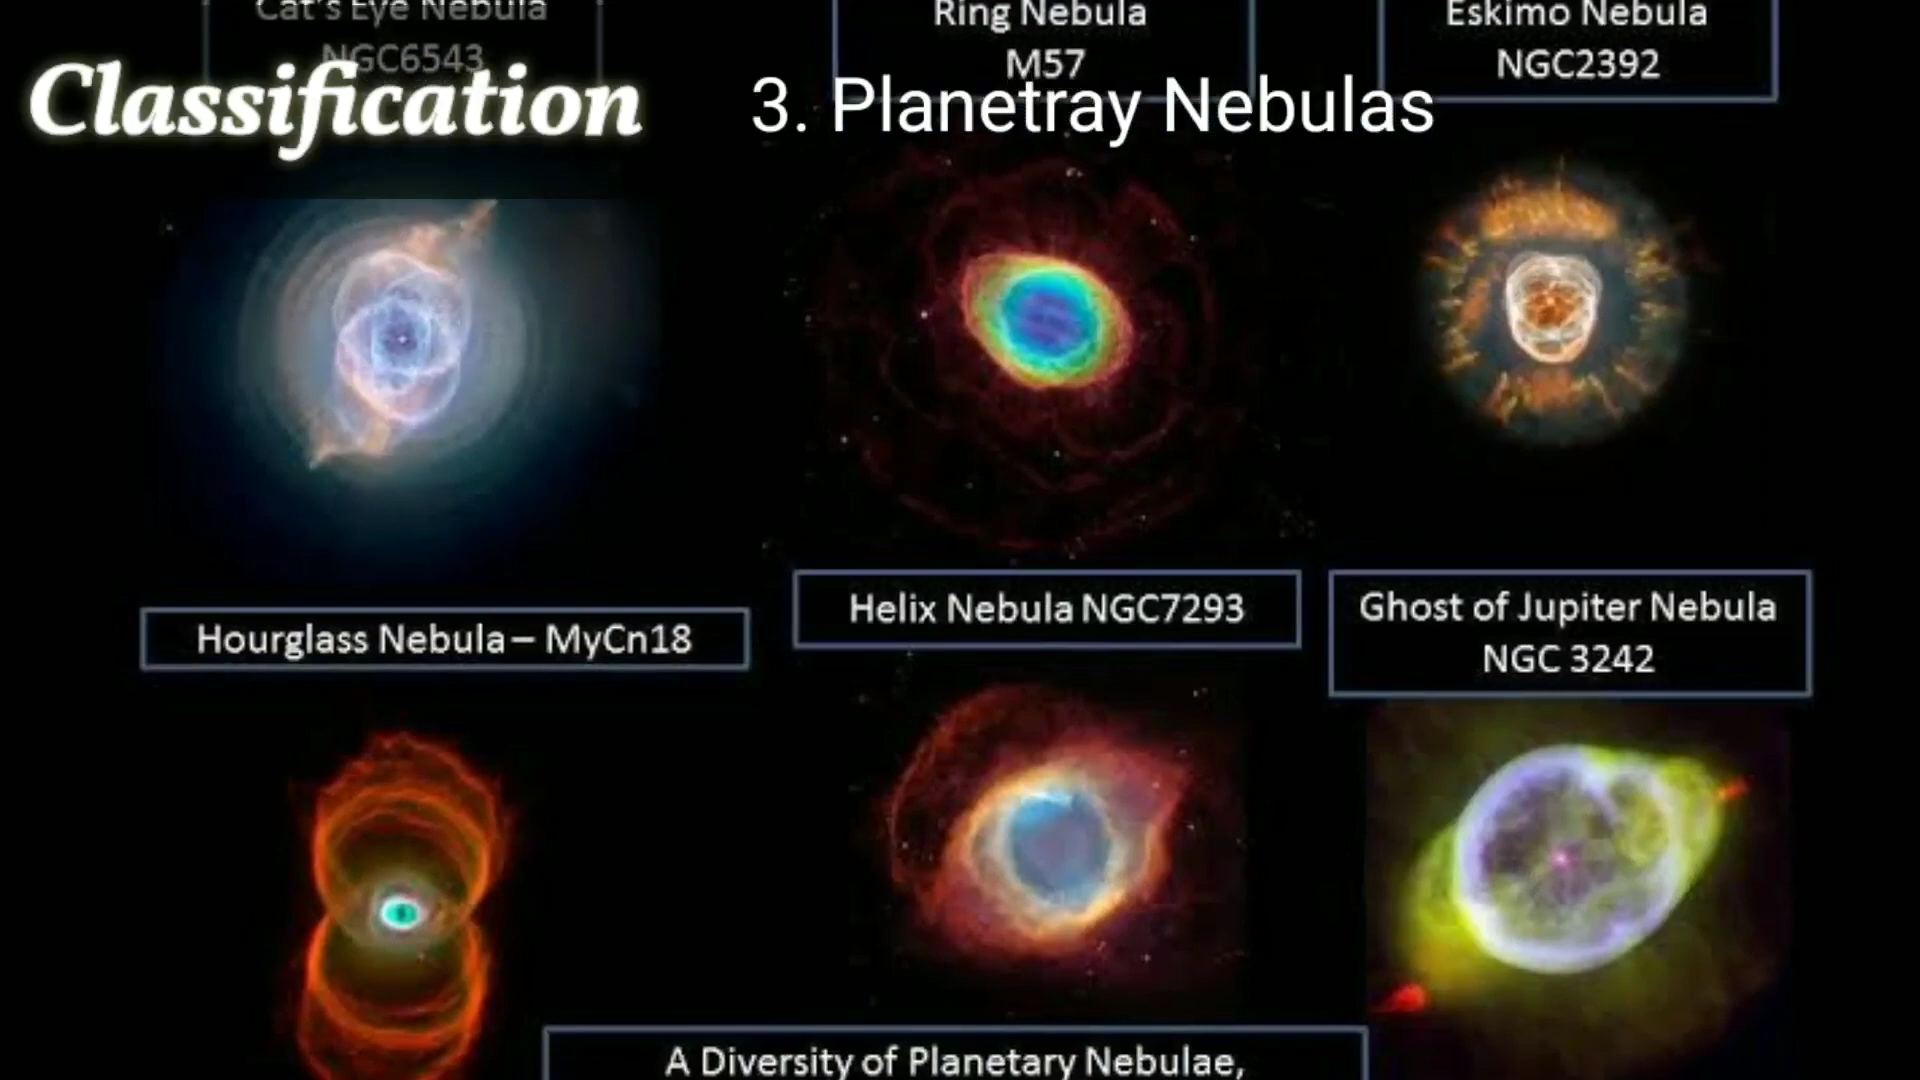 Cat's Eye Nebula
NGC6543
Ring Nebula
M57
Eskimo Nebula
NGC2392
Classification
3. Planetray Nebulas
Hourglass Nebula – MyCn18
Helix Nebula NGC7293
Ghost of Jupiter Nebula
NGC 3242
A Diversity of Planetary Nebulae,